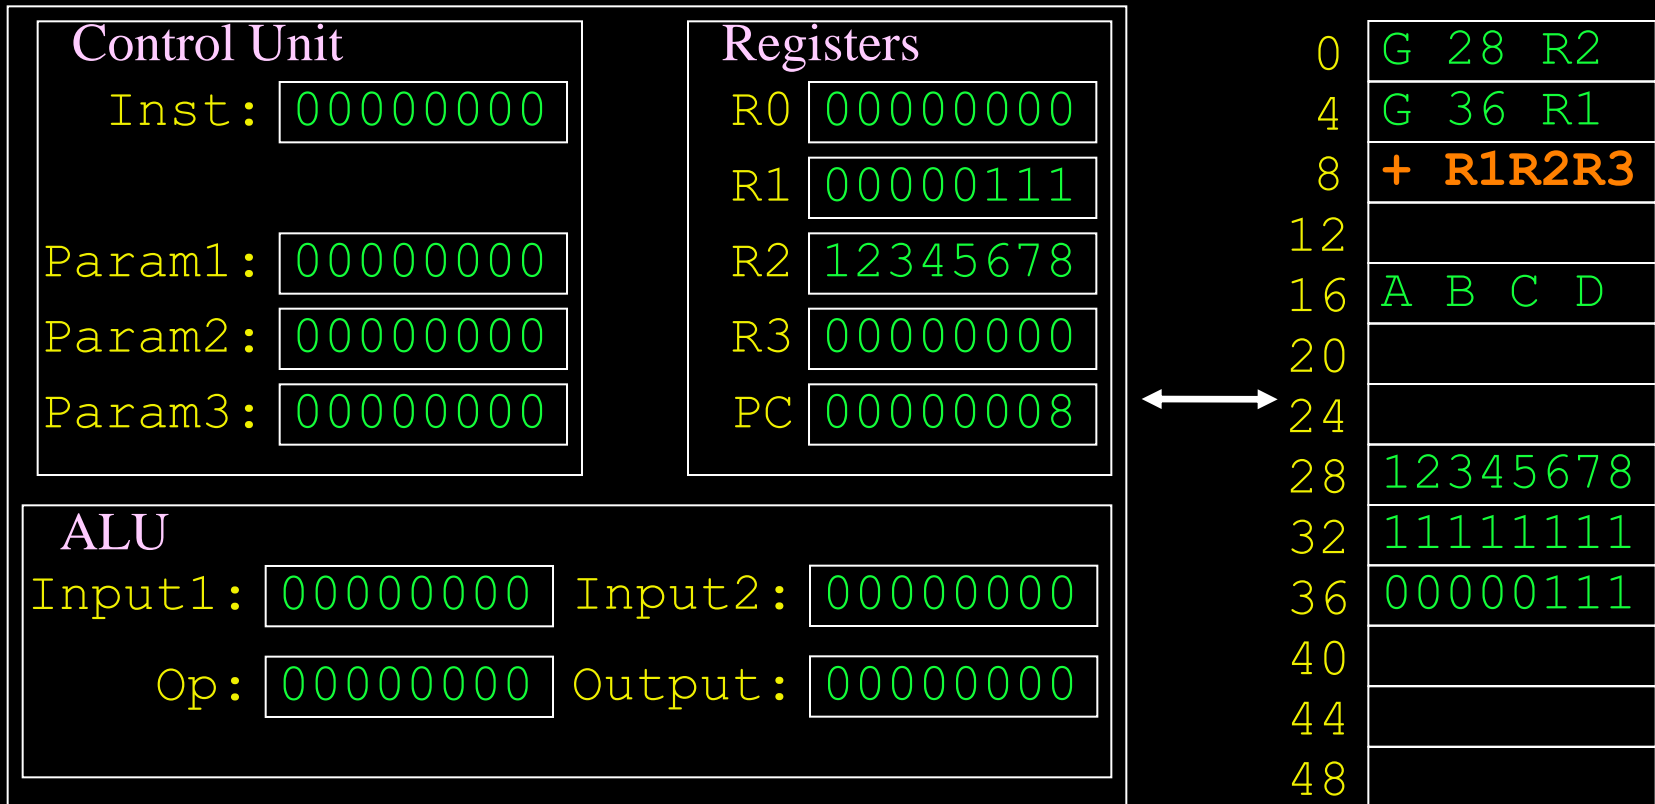 Control Unit
Inst: 00000000
Param1: 00000000
Param2: 00000000
Param3: 00000000
Registers
R0 00000000
R1 00000111
R2 12345678
R3 00000000
PC 00000008
ALU
Input1: 00000000 Input2: 00000000
Op: 00000000 Output: 00000000
0 G 28 R2
4 G 36 R1
8 + R1R2R3
12
16 A B C D
20
24
28 12345678
32 11111111
36 00000111
40
44
48